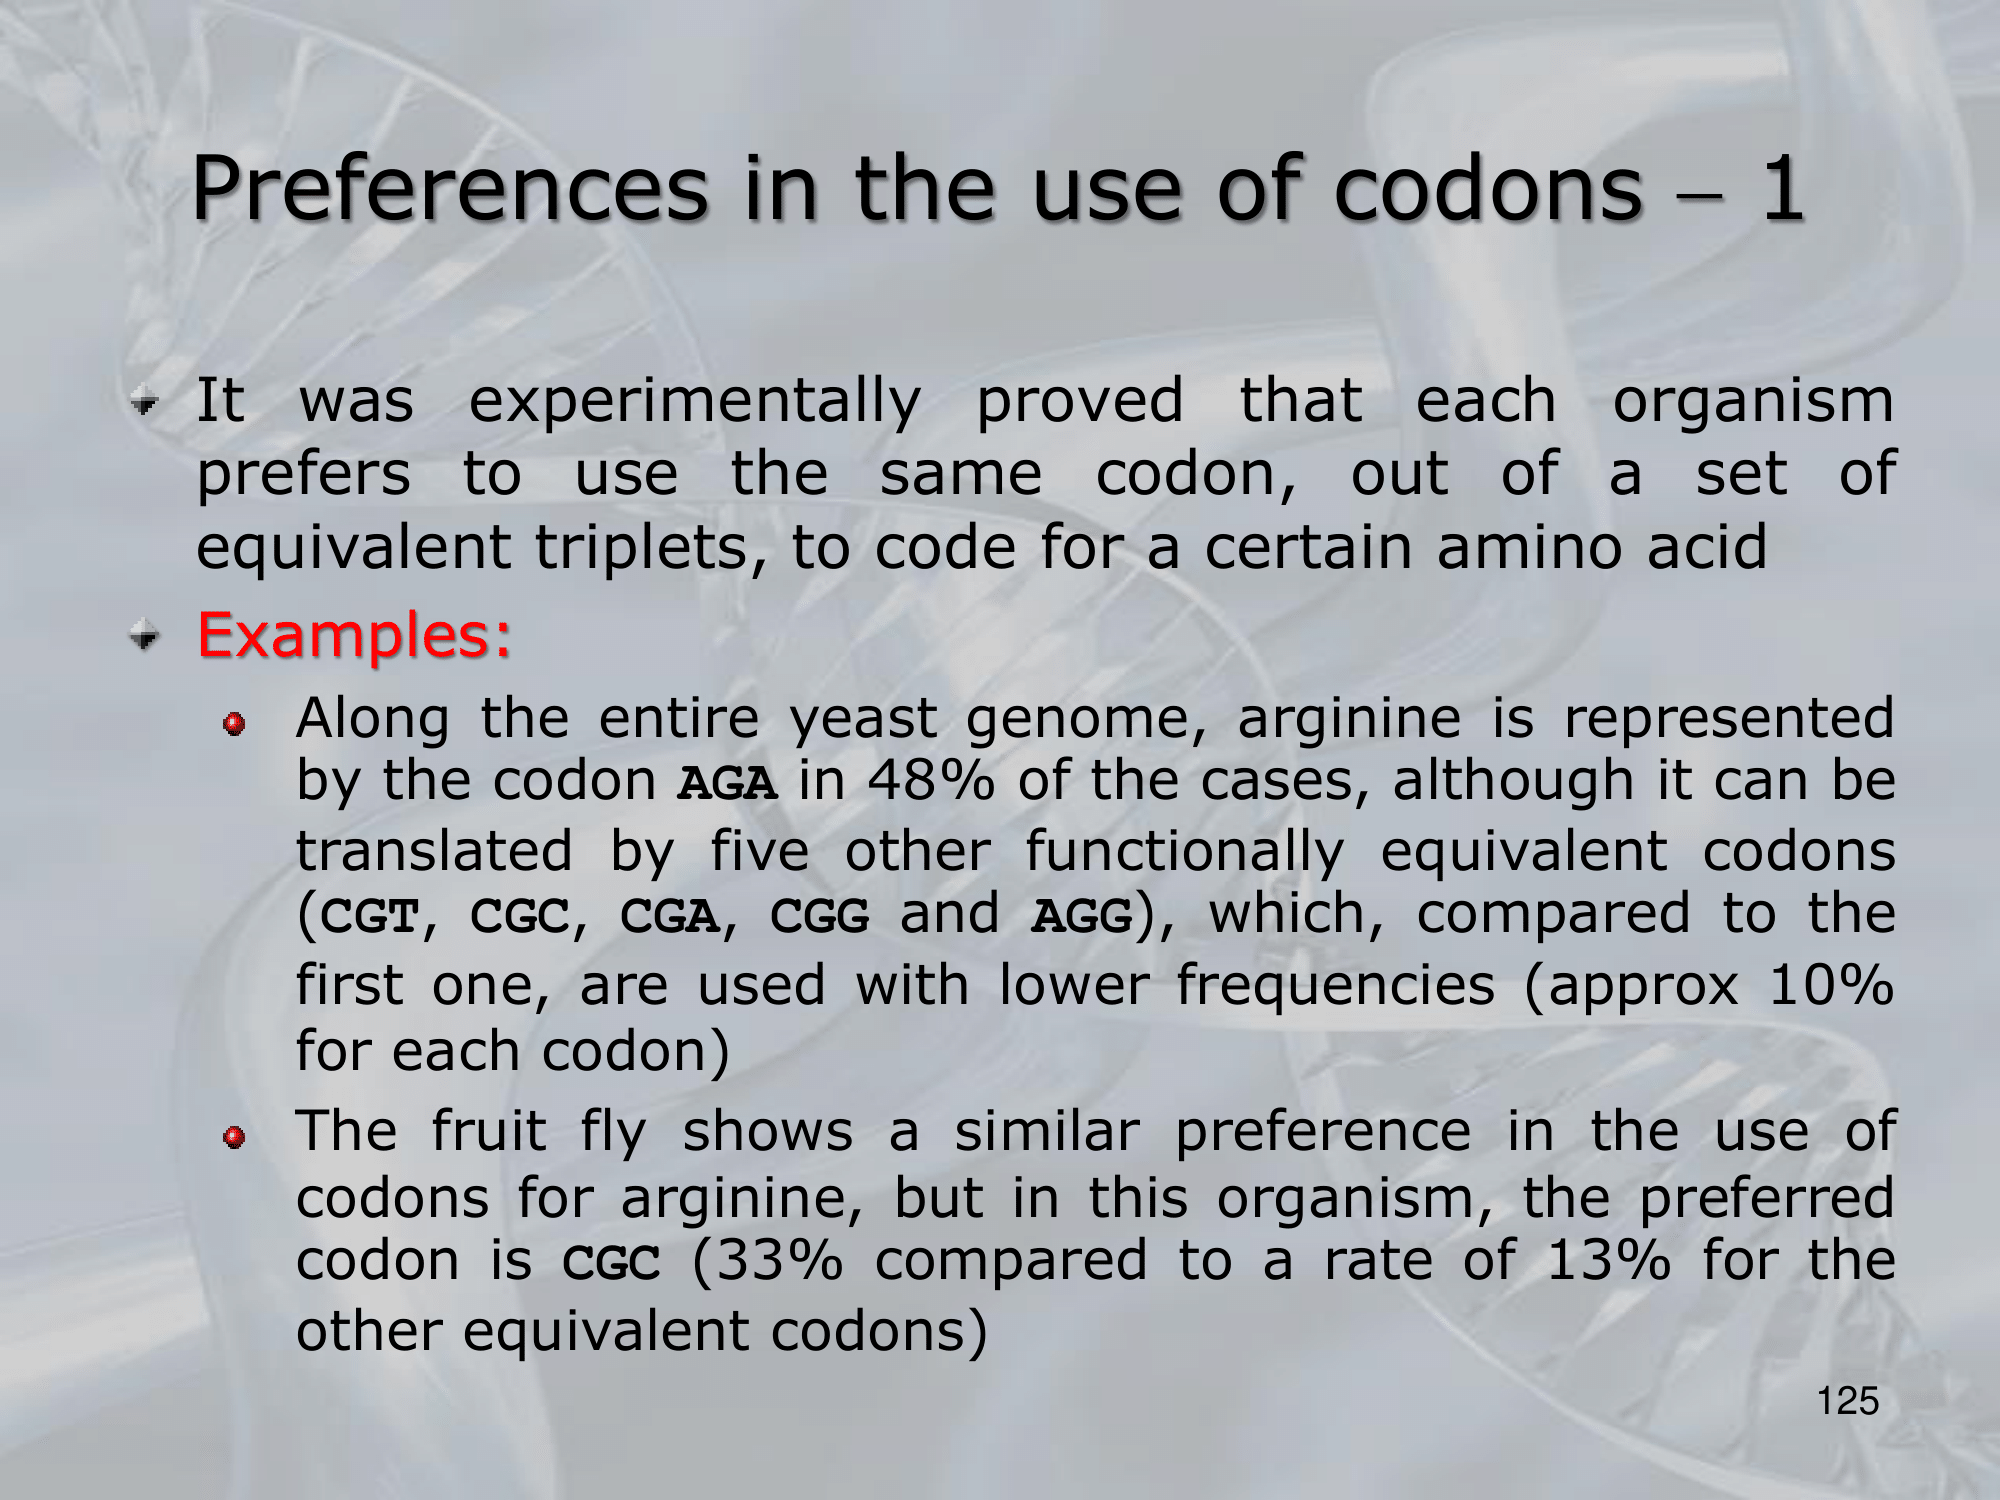 Preferences in the use of codons – 1
It was experimentally proved that each organism
prefers to use the same codon, out of a set of
equivalent triplets, to code for a certain amino acid
Examples:
Along the entire yeast genome, arginine is represented
by the codon AGA in 48% of the cases, although it can be
translated by five other functionally equivalent codons
(CGT, CGC, CGA, CGG and AGG), which, compared to the
first one, are used with lower frequencies (approx 10%
for each codon)
The fruit fly shows a similar preference in the use of
codons for arginine, but in this organism, the preferred
codon is CGC (33% compared to a rate of 13% for the
other equivalent codons)
125